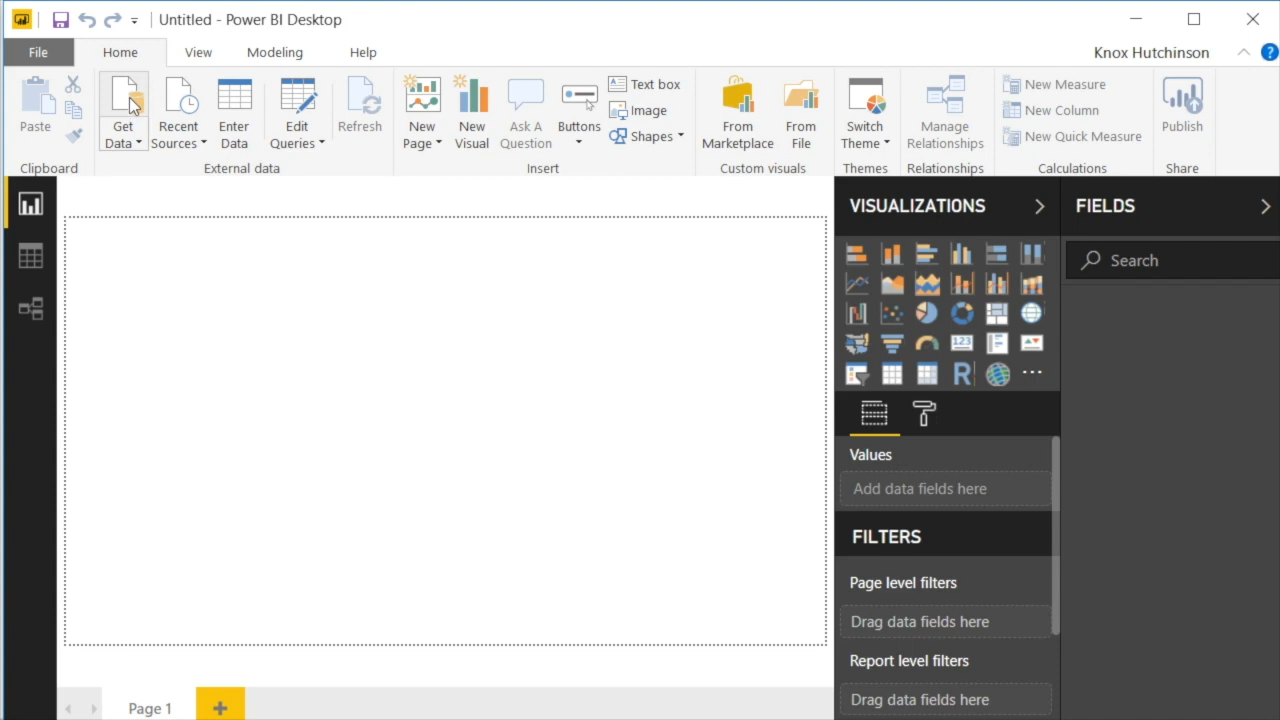 Untitled - Power BI Desktop
File
Home
View
Modeling
Help
Knox Hutchinson
?
Paste
Get Data
Recent Sources
Enter Data
Edit Queries
Refresh
New Page
New Visual
Ask A Question
Buttons
Text box
Image
Shapes
From Marketplace
From File
Switch Theme
Manage Relationships
New Measure
New Column
New Quick Measure
Publish
Clipboard
External data
Insert
Custom visuals
Themes
Relationships
Calculations
Share
VISUALIZATIONS
FIELDS
Search
123
R
Values
Add data fields here
FILTERS
Page level filters
Drag data fields here
Report level filters
Drag data fields here
Page 1